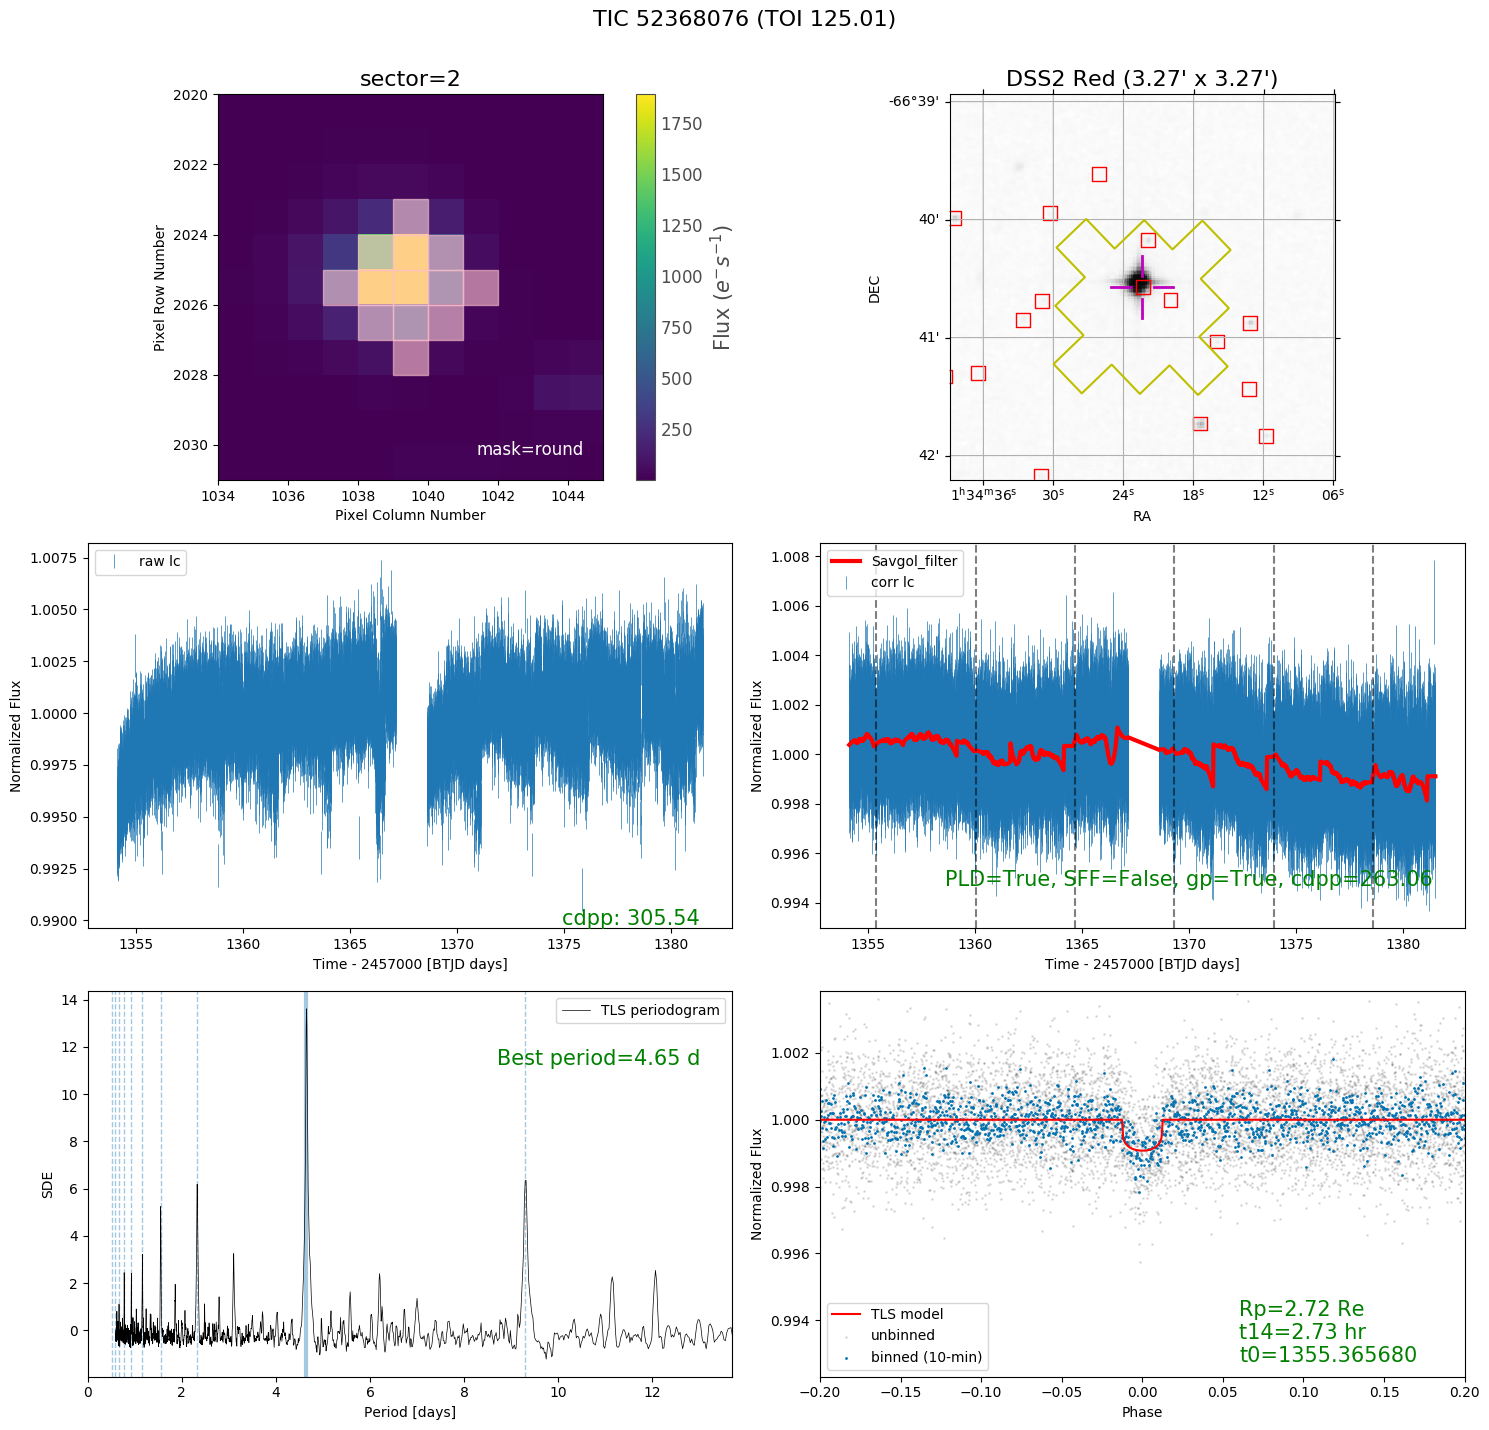 TIC 52368076 (TOI 125.01)
sector=2
2020
2022
2024
2026
2028
2030
Pixel Row Number
1034
1036
1038
1040
1042
1044
Pixel Column Number
mask=round
1750
1500
1250
1000
750
500
250
Flux (e⁻s⁻¹)
DSS2 Red (3.27' x 3.27')
-66°39'
40'
41'
42'
DEC
1ʰ34ᵐ36ˢ
30ˢ
24ˢ
18ˢ
12ˢ
06ˢ
RA
raw lc
1.0075
1.0050
1.0025
1.0000
0.9975
0.9950
0.9925
0.9900
Normalized Flux
cdpp: 305.54
1355
1360
1365
1370
1375
1380
Time - 2457000 [BTJD days]
Savgol_filter
corr lc
1.008
1.006
1.004
1.002
1.000
0.998
0.996
0.994
Normalized Flux
PLD=True, SFF=False, gp=True, cdpp=263.06
1355
1360
1365
1370
1375
1380
Time - 2457000 [BTJD days]
TLS periodogram
Best period=4.65 d
14
12
10
8
6
4
2
0
SDE
0
2
4
6
8
10
12
Period [days]
1.002
1.000
0.998
0.996
0.994
Normalized Flux
TLS model
unbinned
binned (10-min)
Rp=2.72 Re
t14=2.73 hr
t0=1355.365680
−0.20
−0.15
−0.10
−0.05
0.00
0.05
0.10
0.15
0.20
Phase